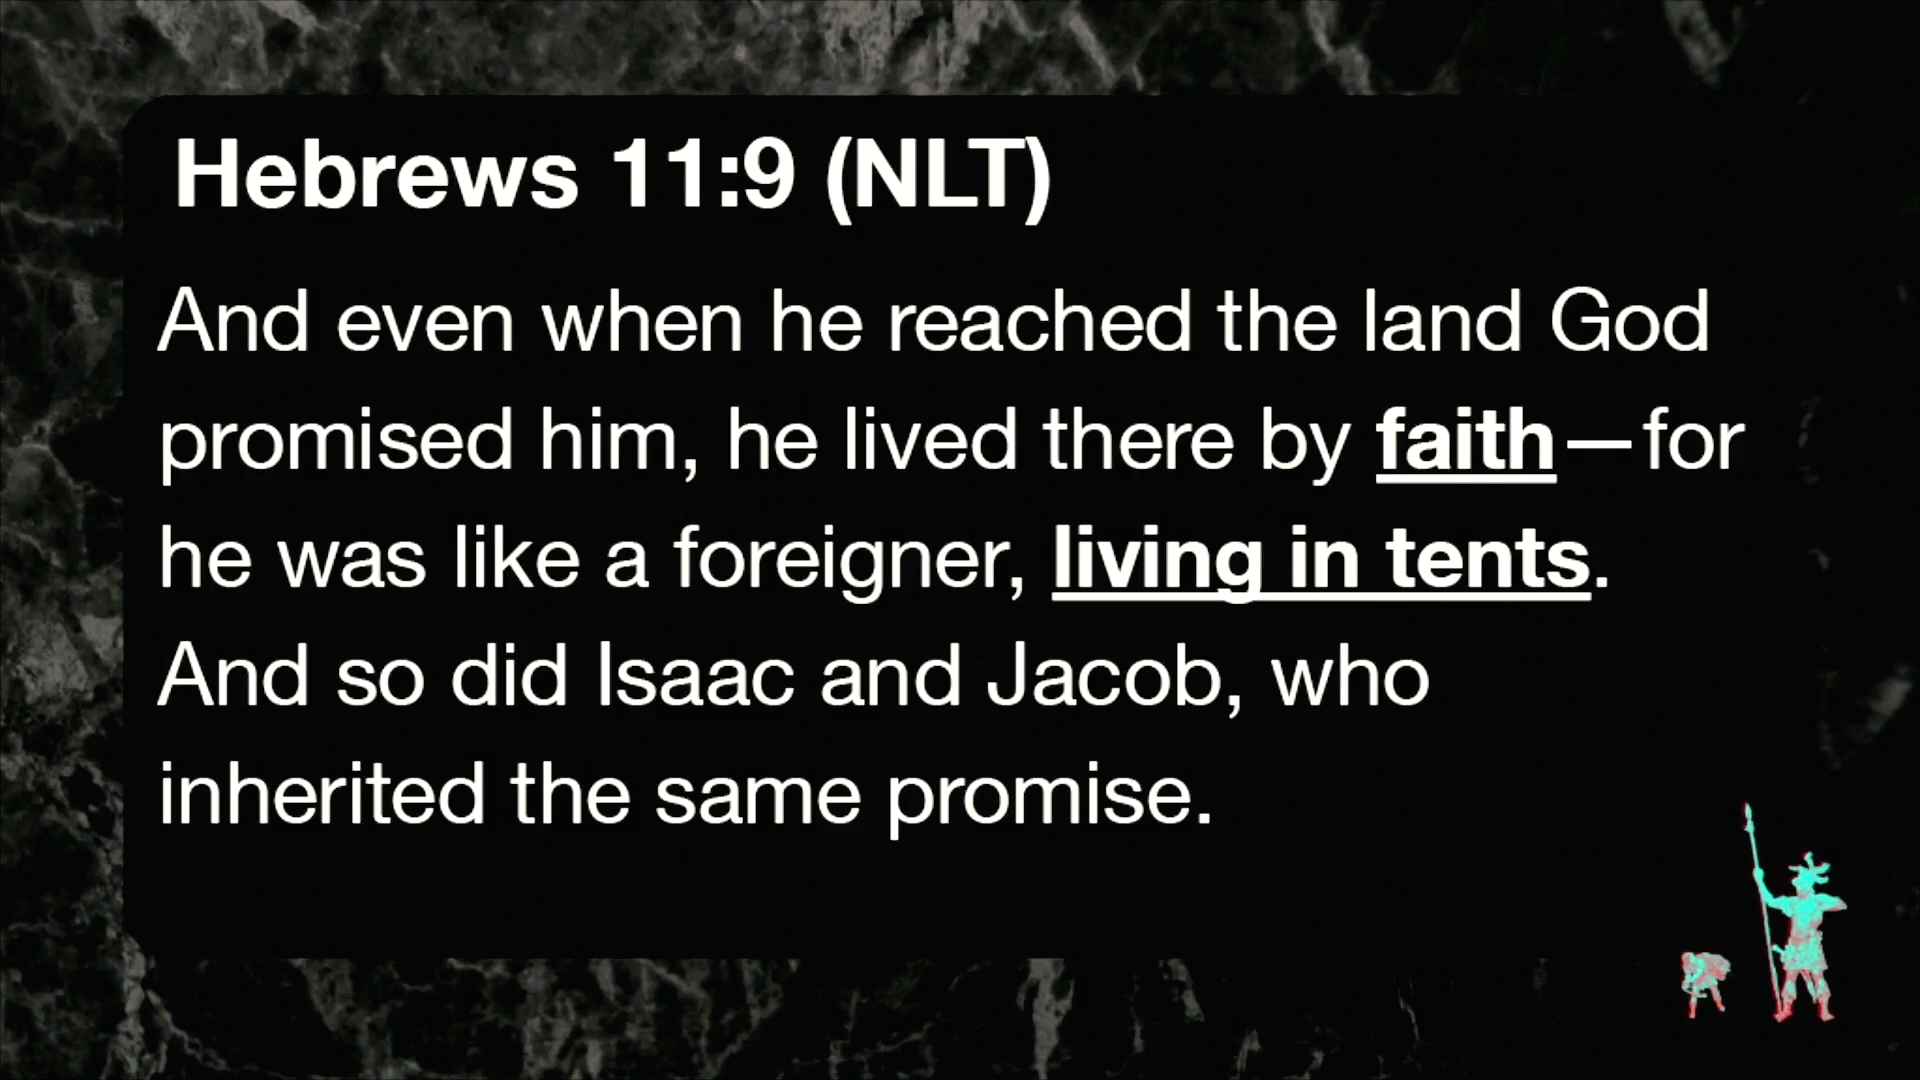 Hebrews 11:9 (NLT)
And even when he reached the land God
promised him, he lived there by faith—for
he was like a foreigner, living in tents.
And so did Isaac and Jacob, who
inherited the same promise.